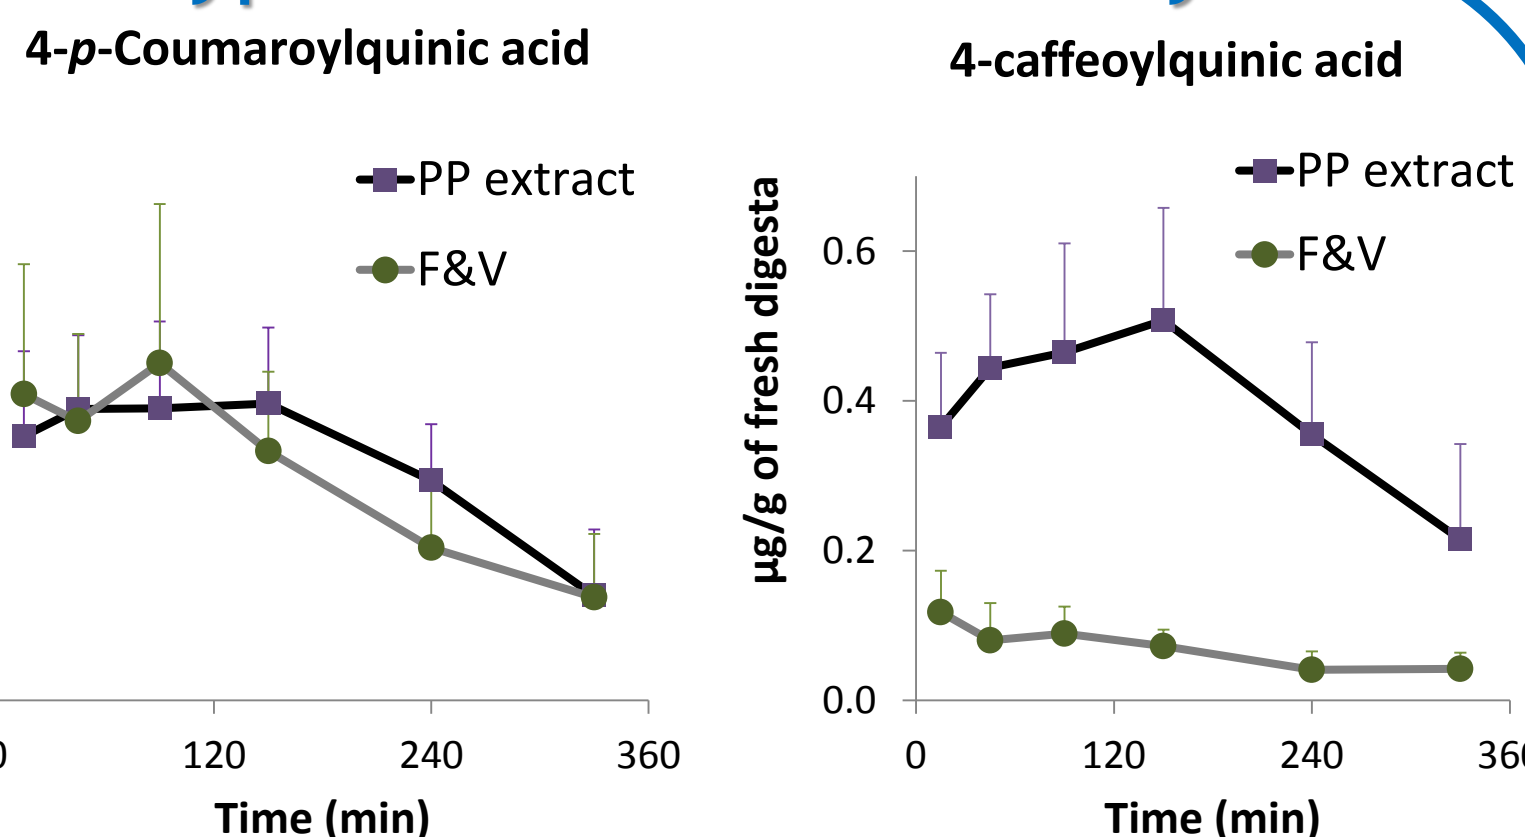 4-p-Coumaroylquinic acid
PP extract
F&V
120
240
360
Time (min)
4-caffeoylquinic acid
PP extract
F&V
µg/g of fresh digesta
0.6
0.4
0.2
0.0
0
120
240
Time (min)